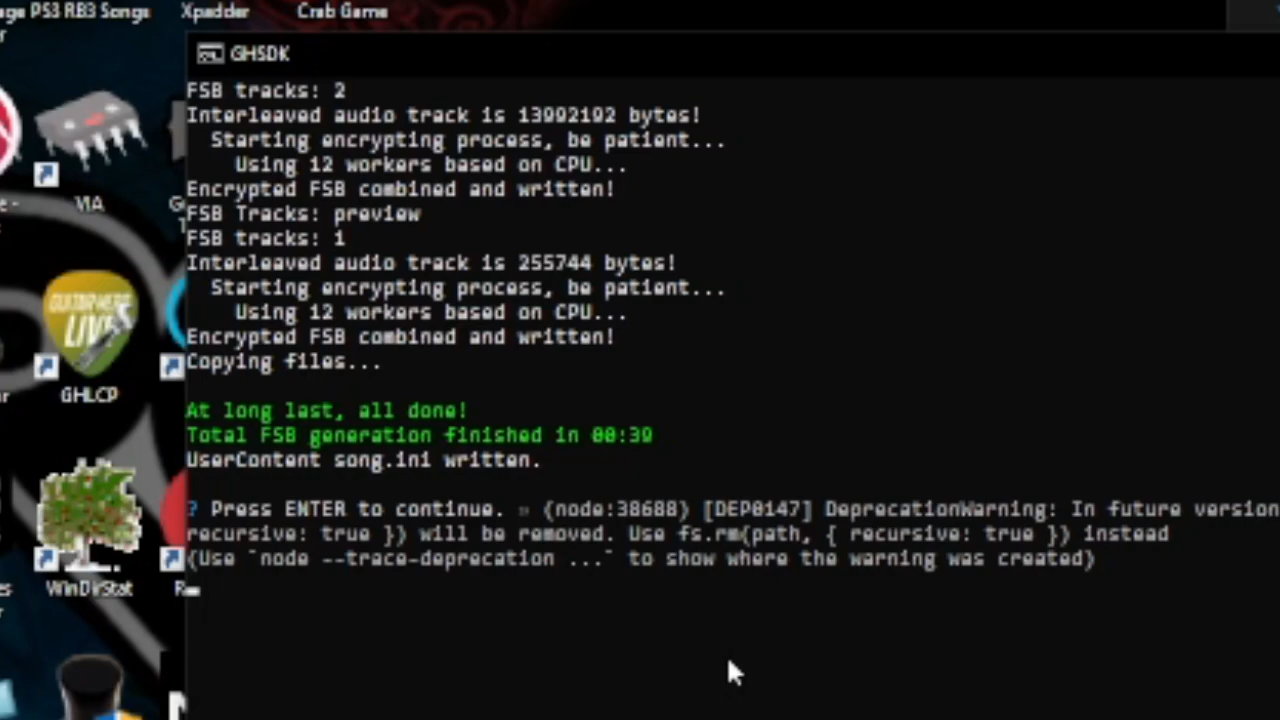 PS3 RB3 Songs
Xpadder
Crab Game
GHSDK
FSB tracks: 2
Interleaved audio track is 13992192 bytes!
Starting encrypting process, be patient...
Using 12 workers based on CPU...
Encrypted FSB combined and written!
FSB Tracks: preview
FSB tracks: 1
Interleaved audio track is 255744 bytes!
Starting encrypting process, be patient...
Using 12 workers based on CPU...
Encrypted FSB combined and written!
Copying files...
At long last, all done!
Total FSB generation finished in 00:39
UserContent song.ini written.
? Press ENTER to continue. » (node:38688) [DEP0147] DeprecationWarning: In future version
recursive: true }) will be removed. Use fs.rm(path, { recursive: true }) instead
(Use `node --trace-deprecation ...` to show where the warning was created)
VIA
GUITAR HERO
LIVE
GHLCP
WinDirStat